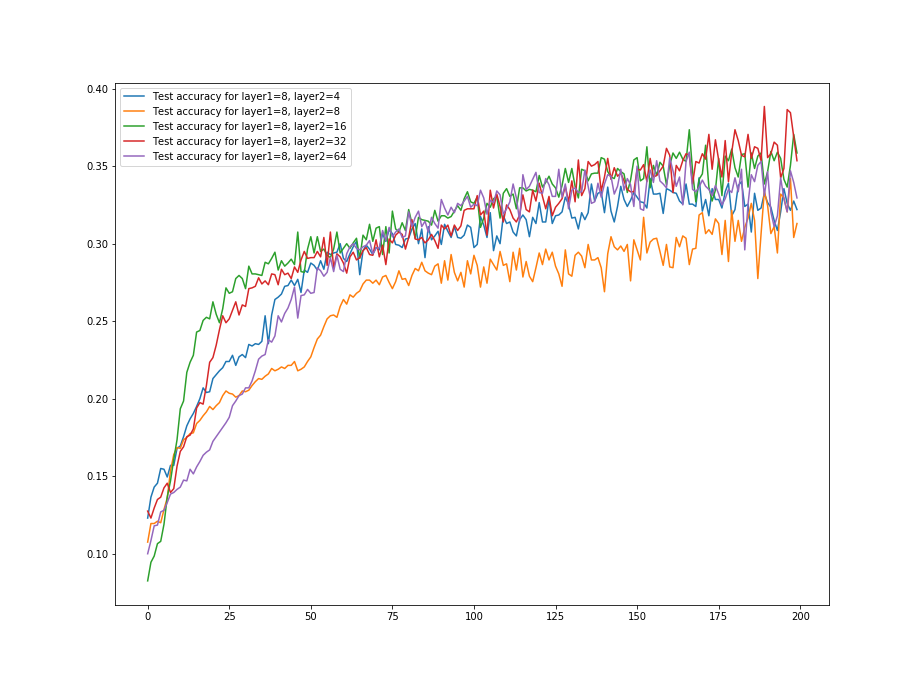 0.40
0.35
0.30
0.25
0.20
0.15
0.10
Test accuracy for layer1=8, layer2=4
Test accuracy for layer1=8, layer2=8
Test accuracy for layer1=8, layer2=16
Test accuracy for layer1=8, layer2=32
Test accuracy for layer1=8, layer2=64
0 25 50 75 100 125 150 175 200